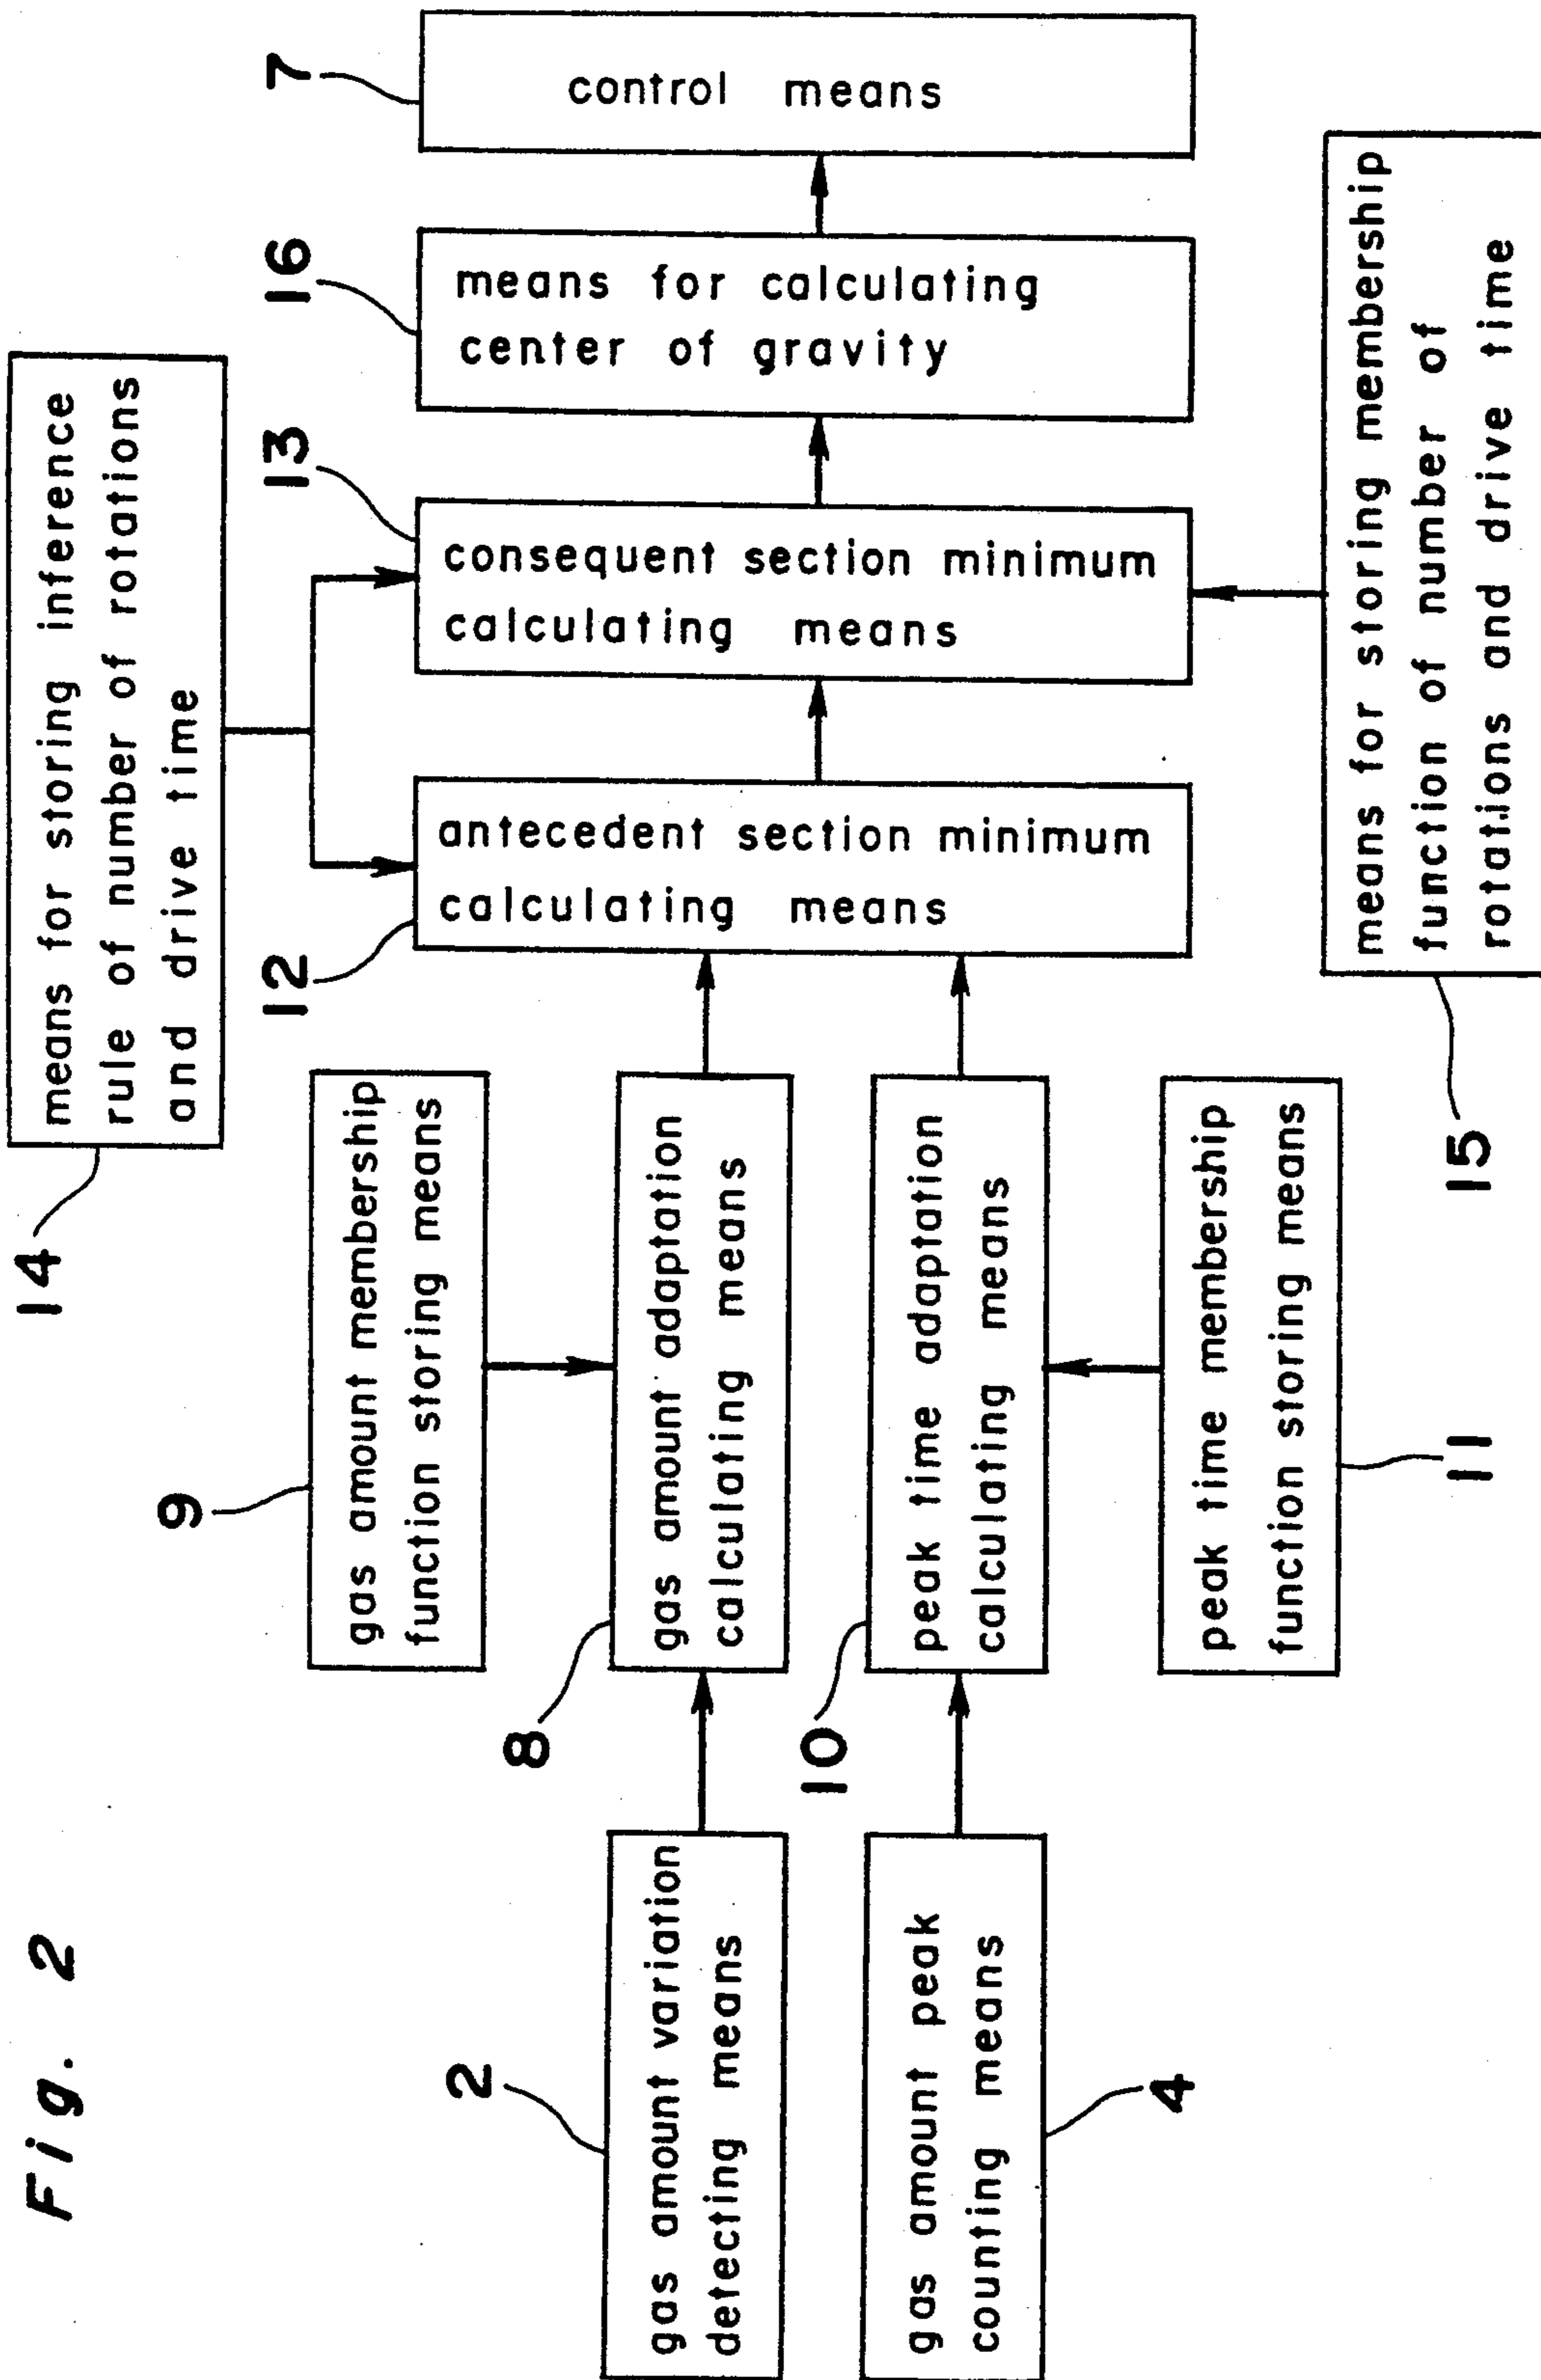 Fig. 2
2
gas amount variation
detecting means
4
gas amount peak
counting means
9
gas amount membership
function storing means
8
gas amount adaptation
calculating means
10
peak time adaptation
calculating means
11
peak time membership
function storing means
14
means for storing inference
rule of number of rotations
and drive time
12
antecedent section minimum
calculating means
13
consequent section minimum
calculating means
15
means for storing membership
function of number of
rotations and drive time
16
means for calculating
center of gravity
7
control means